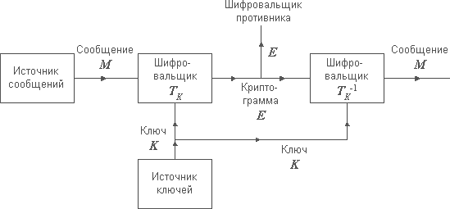 Шифровальщик
противника
Сообщение
M
E
Сообщение
M
Источник
сообщений
Шифро-
вальщик
T_K
Крипто-
грамма
E
Шифро-
вальщик
T_K^-1
Ключ
K
Ключ
K
Источник
ключей